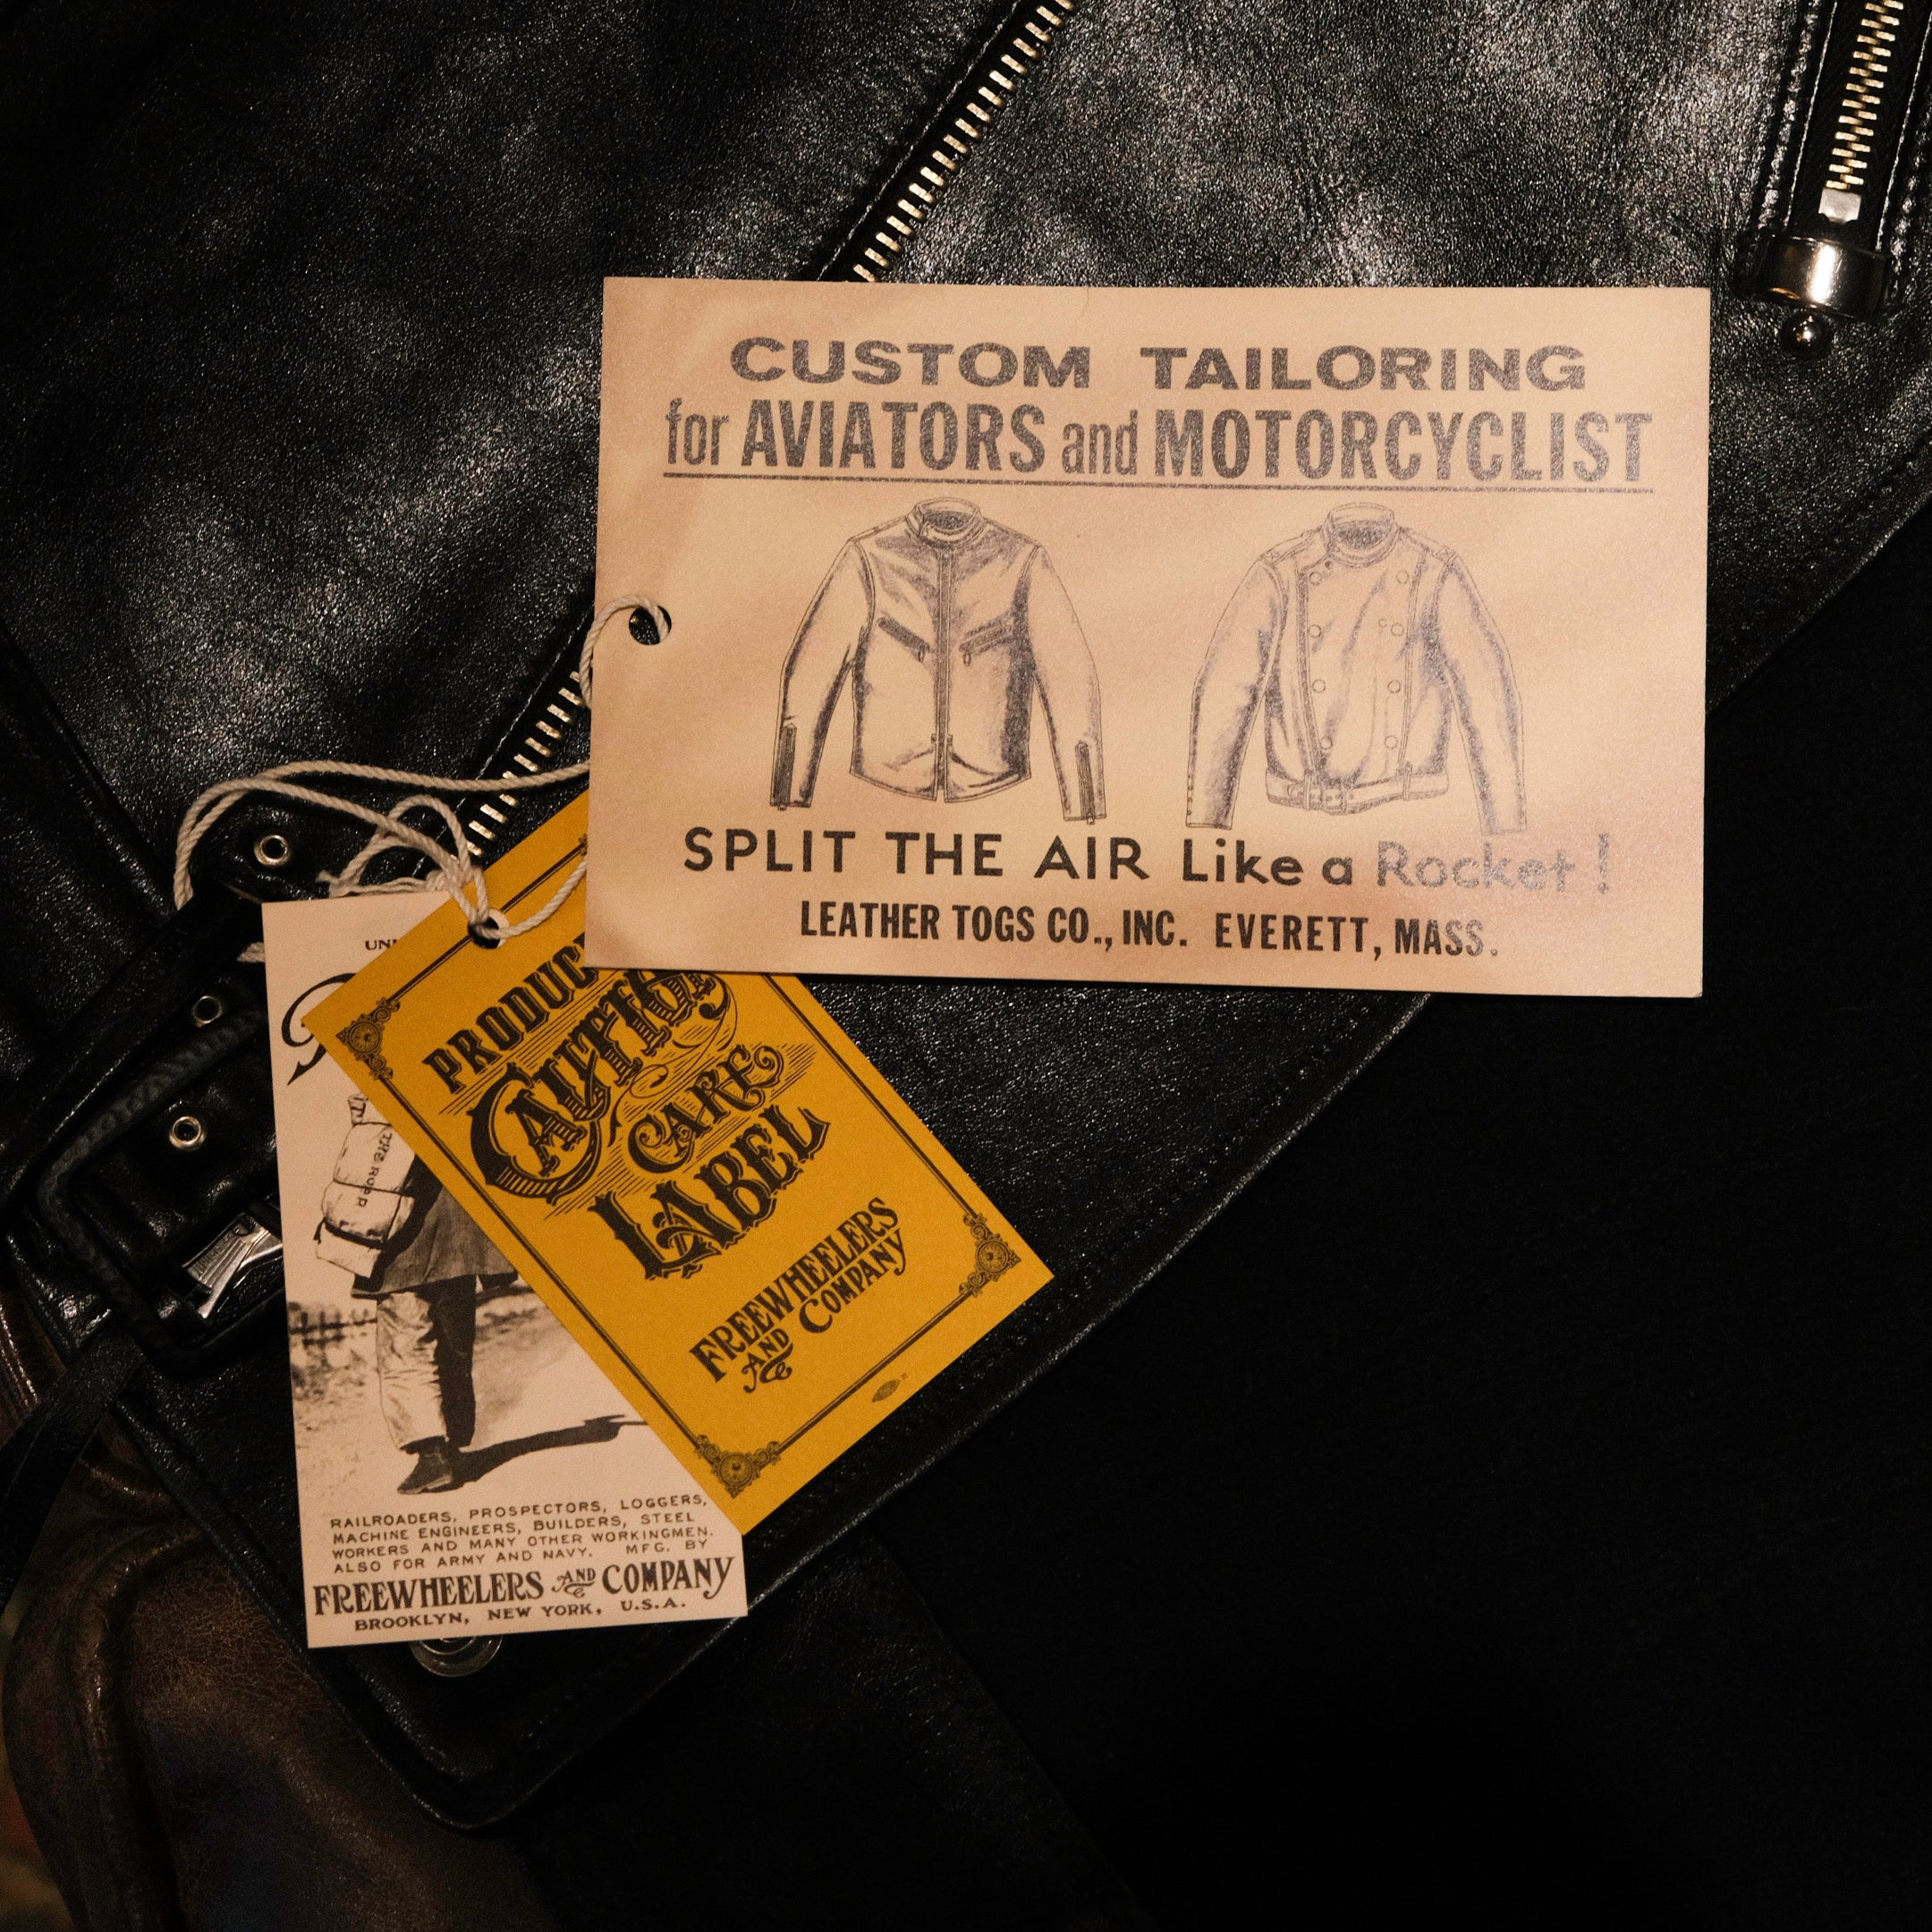 CUSTOM TAILORING
for AVIATORS and MOTORCYCLIST
SPLIT THE AIR Like a Rocket!
LEATHER TOGS CO., INC. EVERETT, MASS.
CAUTION
CARE
LABEL
FREEWHEELERS
AND COMPANY
RAILROADERS, PROSPECTORS, LOGGERS,
MACHINE ENGINEERS, BUILDERS, STEEL
WORKERS AND MANY OTHER WORKINGMEN.
ALSO FOR ARMY AND NAVY. MFG. BY
FREEWHEELERS AND COMPANY
BROOKLYN, NEW YORK, U.S.A.